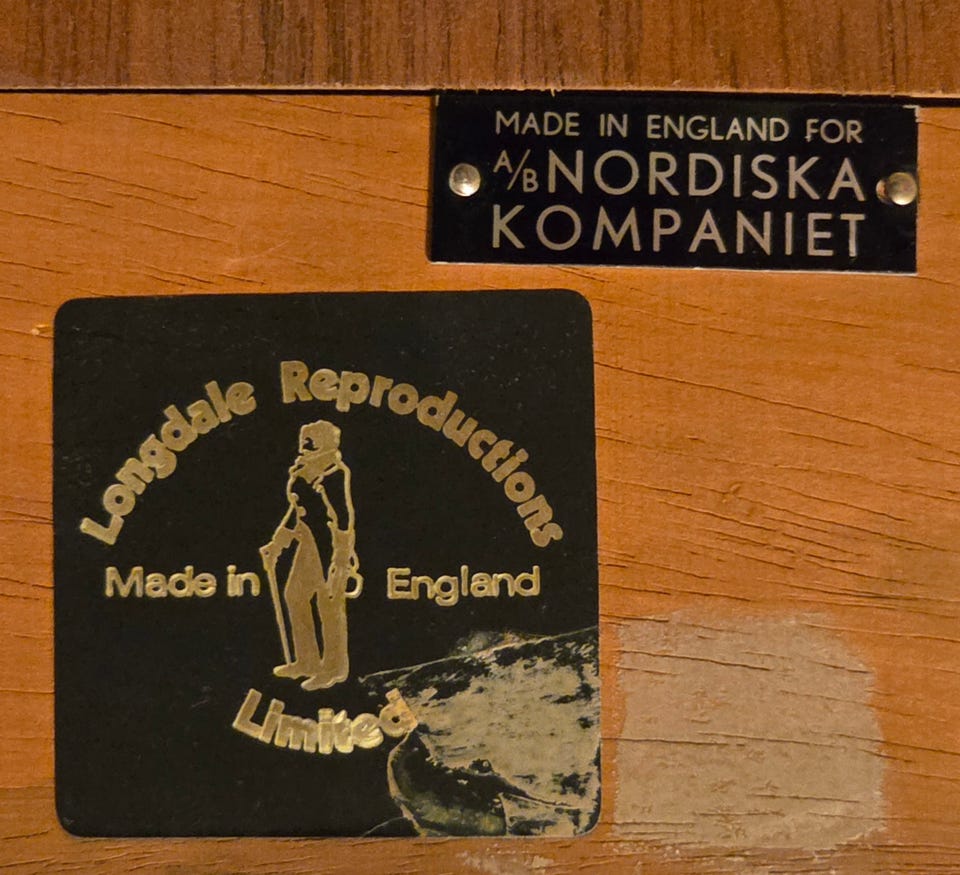 MADE IN ENGLAND FOR
A/B NORDISKA
KOMPANIET
Longdale Reproductions
Made in England
Limited